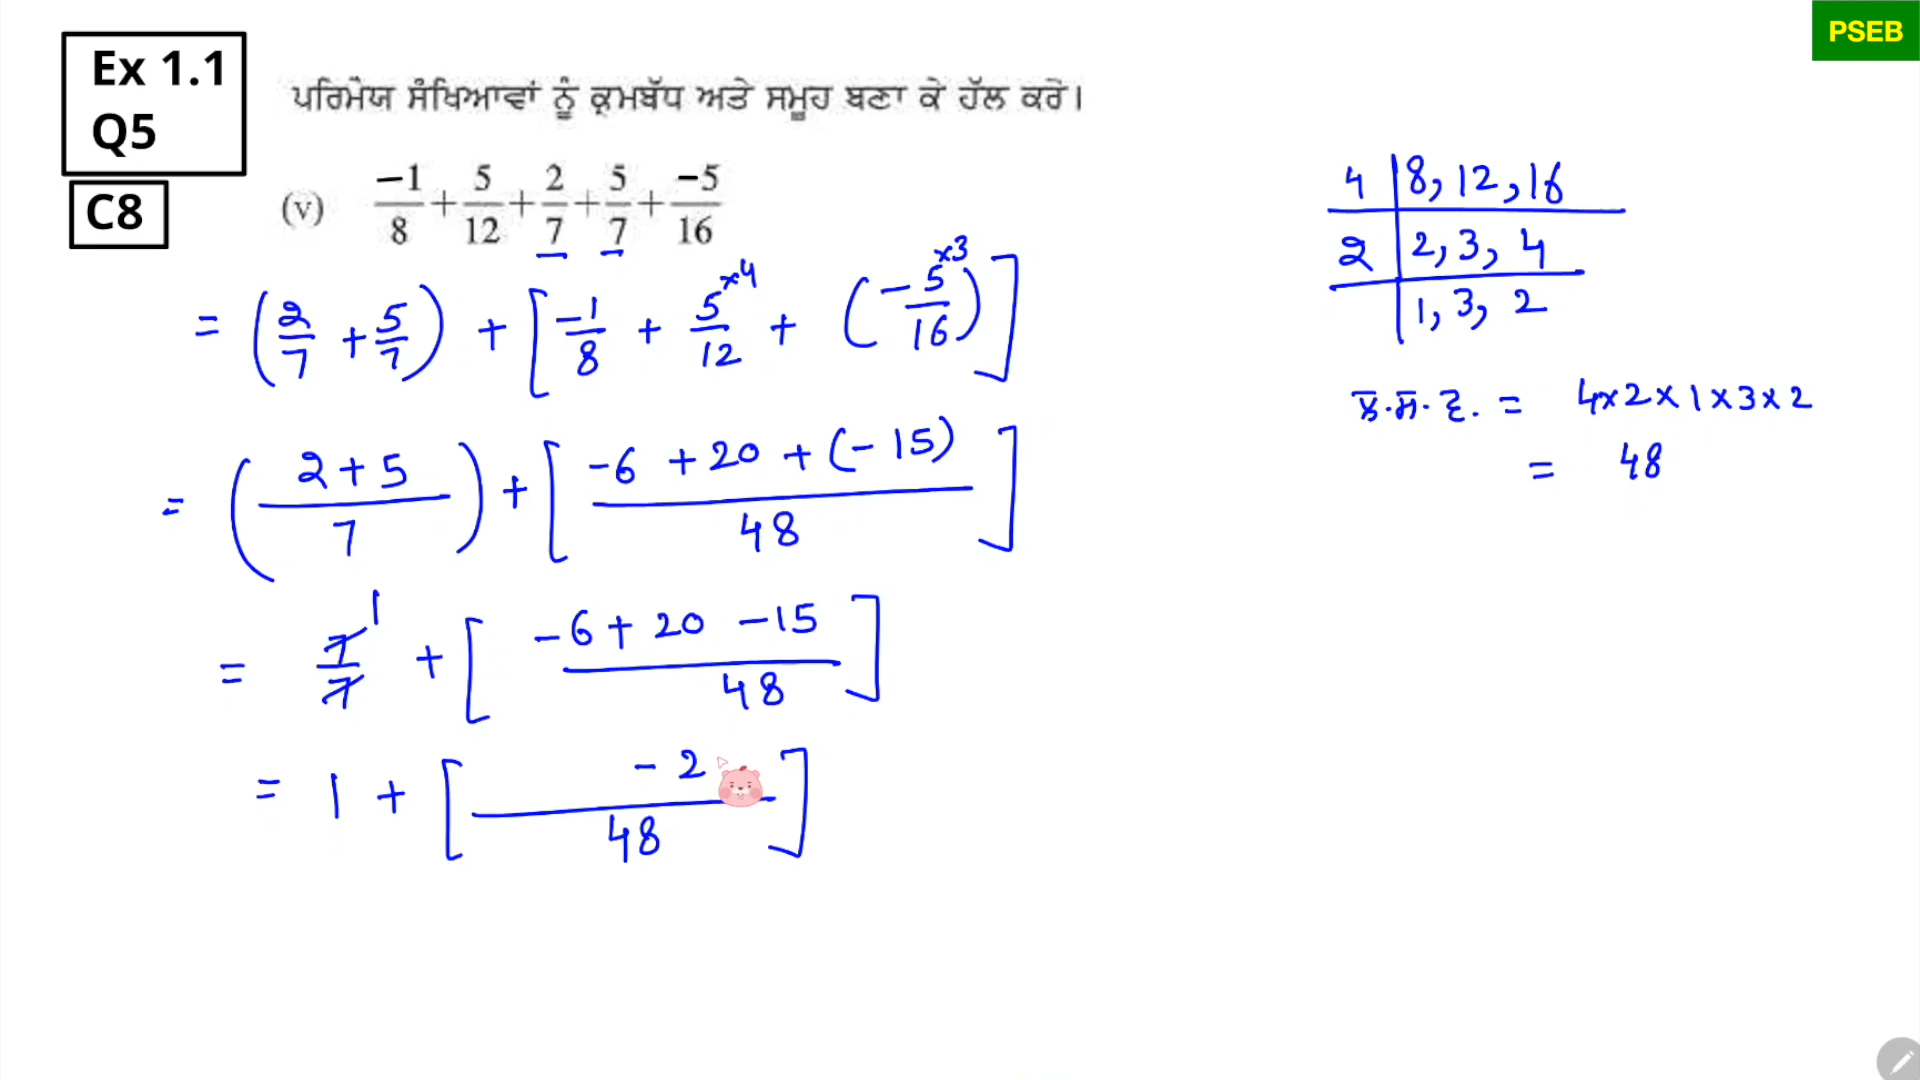 PSEB
Ex 1.1
Q5
C8
ਪਰਿਮੇਯ ਸੰਖਿਆਵਾਂ ਨੂੰ ਕ੍ਰਮਬੱਧ ਅਤੇ ਸਮੂਹ ਬਣਾ ਕੇ ਹੱਲ ਕਰੋ।
(v) −1/8 + 5/12 + 2/7 + 5/7 + −5/16
= (2/7 + 5/7) + [−1/8 + 5/12 ×4 + (−5/16 ×3)]
= ((2+5)/7) + [(−6 +20 + (−15))/48]
= 7/7 1 + [(−6 + 20 −15)/48]
= 1 + [−2/48]
4 | 8, 12, 16
2 | 2, 3, 4
| 1, 3, 2
ਲ.ਸ.ਵ. = 4×2×1×3×2
= 48